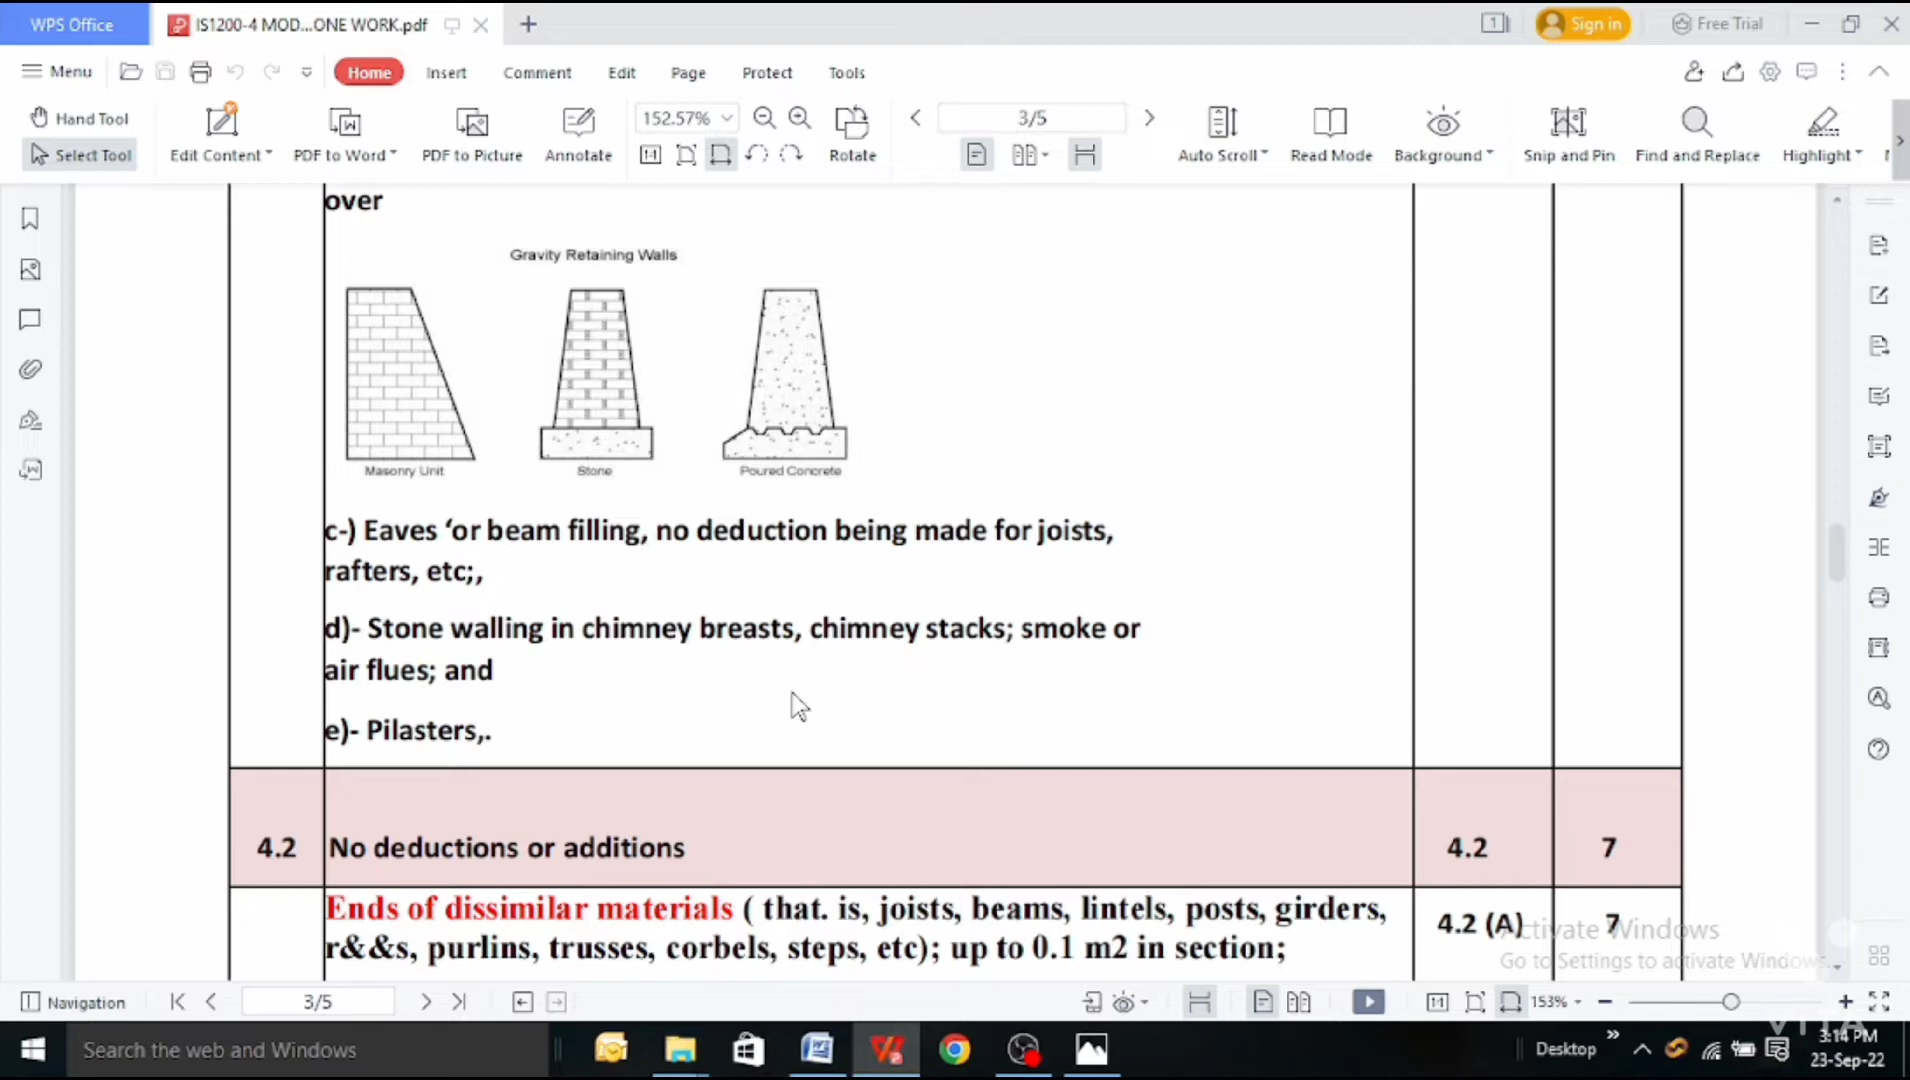 WPS Office
IS1200-4 MOD...ONE WORK.pdf
1
Sign in
Free Trial
Menu
Home
Insert
Comment
Edit
Page
Protect
Tools
Hand Tool
Select Tool
Edit Content
PDF to Word
PDF to Picture
Annotate
152.57%
Rotate
3/5
Auto Scroll
Read Mode
Background
Snip and Pin
Find and Replace
Highlight
over
Gravity Retaining Walls
Masonry Unit
Stone
Poured Concrete
c-) Eaves ‘or beam filling, no deduction being made for joists,
rafters, etc;,
d)- Stone walling in chimney breasts, chimney stacks; smoke or
air flues; and
e)- Pilasters,.
4.2 No deductions or additions 4.2 7
Ends of dissimilar materials ( that. is, joists, beams, lintels, posts, girders,
r&&s, purlins, trusses, corbels, steps, etc); up to 0.1 m2 in section;
4.2 (A) 7
Activate Windows
Go to Settings to activate Windows.
Navigation
3/5
153%
Search the web and Windows
Desktop
3:14 PM
23-Sep-22